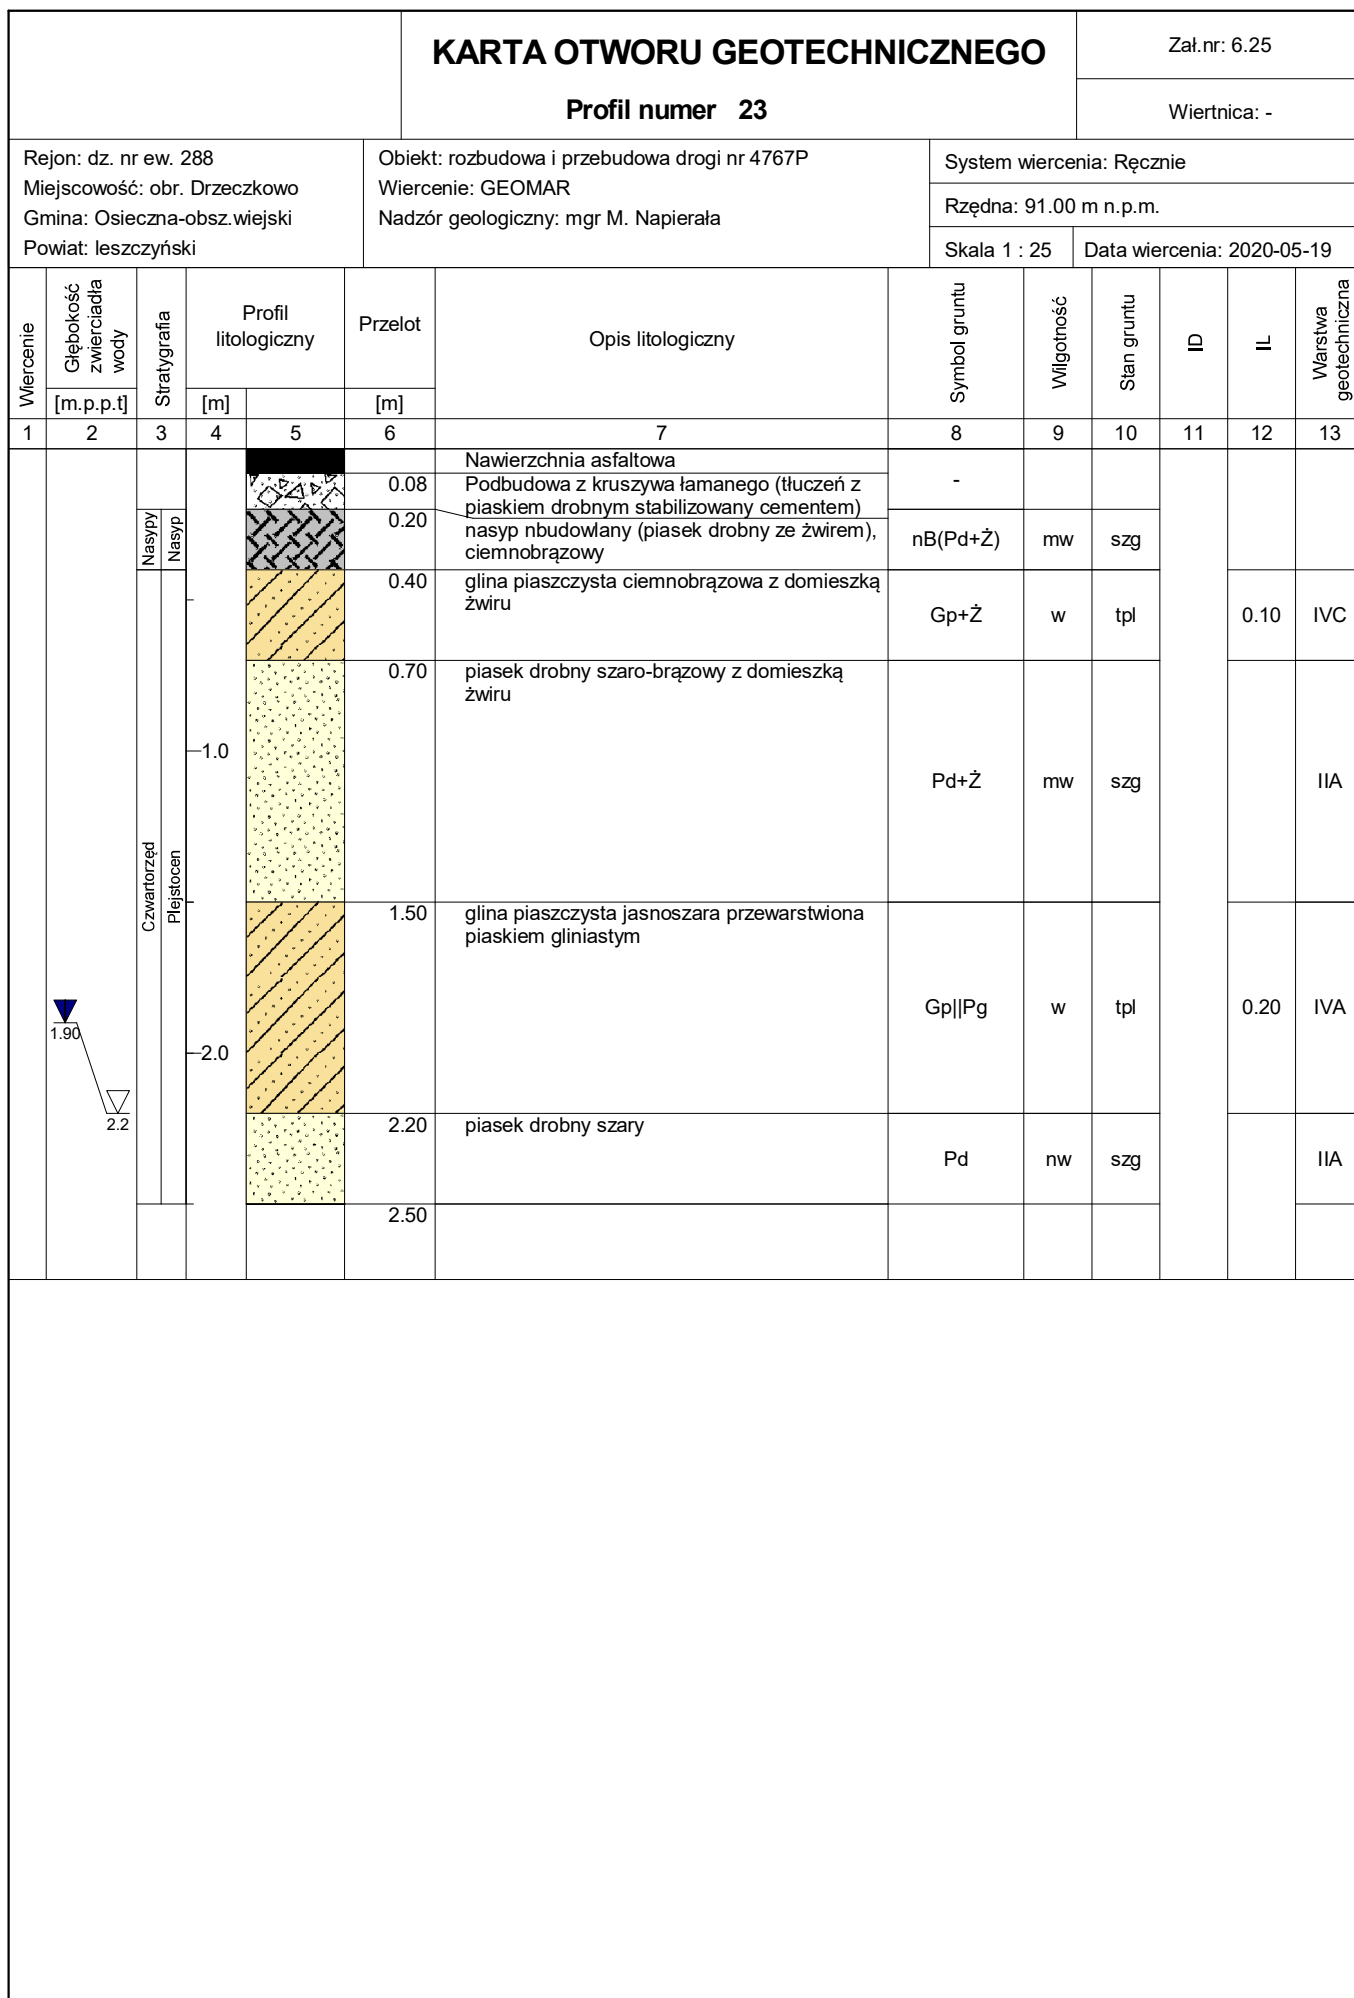 KARTA OTWORU GEOTECHNICZNEGO
Profil numer 23
Zał.nr: 6.25
Wiertnica: -
Rejon: dz. nr ew. 288
Miejscowość: obr. Drzeczkowo
Gmina: Osieczna-obsz.wiejski
Powiat: leszczyński
Obiekt: rozbudowa i przebudowa drogi nr 4767P
Wiercenie: GEOMAR
Nadzór geologiczny: mgr M. Napierała
System wiercenia: Ręcznie
Rzędna: 91.00 m n.p.m.
Skala 1 : 25
Data wiercenia: 2020-05-19
Wiercenie
Głębokość
zwierciadła
wody
[m.p.p.t]
Stratygrafia
Profil
litologiczny
[m]
Przelot
[m]
Opis litologiczny
Symbol gruntu
Wilgotność
Stan gruntu
ID
IL
Warstwa
geotechniczna
1 2 3 4 5 6 7 8 9 10 11 12 13
Nawierzchnia asfaltowa
0.08 Podbudowa z kruszywa łamanego (tłuczeń z
piaskiem drobnym stabilizowany cementem)
-
Nasypy
Nasyp
0.20 nasyp nbudowlany (piasek drobny ze żwirem),
ciemnobrązowy
nB(Pd+Ż) mw szg
0.40 glina piaszczysta ciemnobrązowa z domieszką
żwiru
Gp+Ż w tpl 0.10 IVC
0.70 piasek drobny szaro-brązowy z domieszką
żwiru
1.0
Pd+Ż mw szg IIA
Czwartorzęd
Plejstocen
1.50 glina piaszczysta jasnoszara przewarstwiona
piaskiem gliniastym
Gp||Pg w tpl 0.20 IVA
1.90
2.0
2.2
2.20 piasek drobny szary
Pd nw szg IIA
2.50